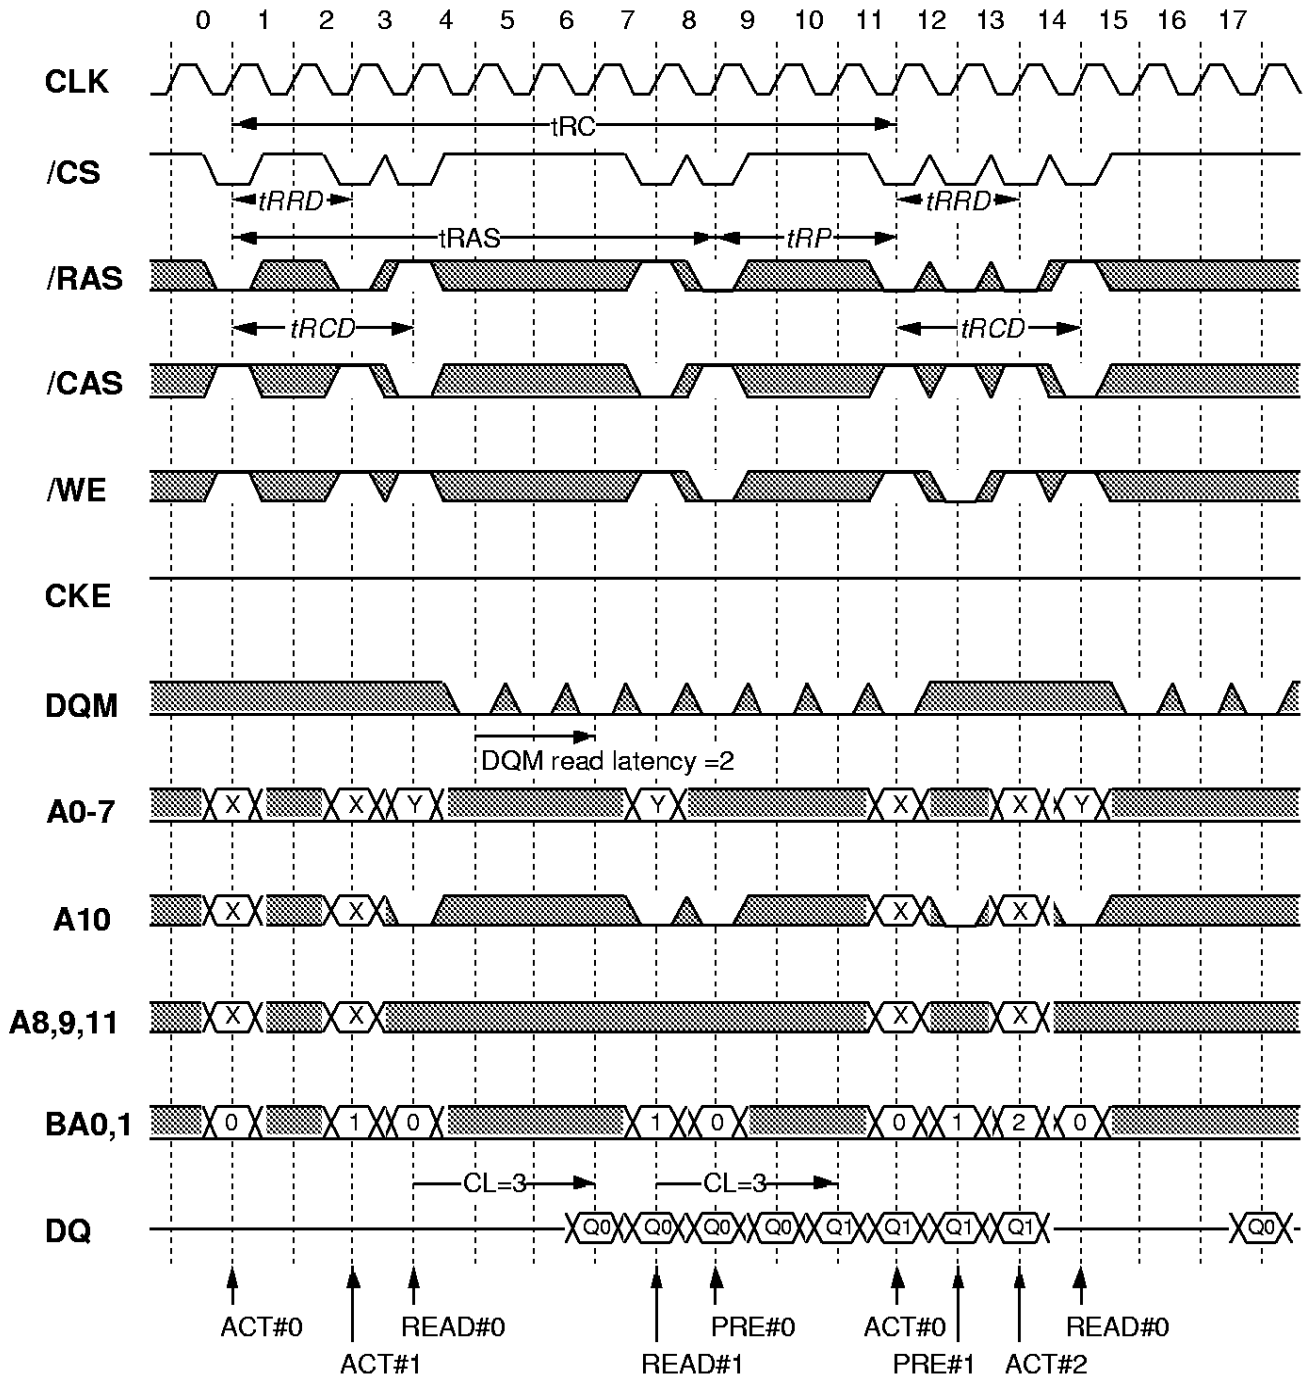 0 1 2 3 4 5 6 7 8 9 10 11 12 13 14 15 16 17
CLK
tRC
/CS
tRRD tRRD
tRAS tRP
/RAS
tRCD tRCD
/CAS
/WE
CKE
DQM
DQM read latency =2
A0-7 X X Y Y X X Y
A10 X X X X
A8,9,11 X X X X
BA0,1 0 1 0 1 0 0 1 2 0
CL=3 CL=3
DQ Q0 Q0 Q0 Q0 Q1 Q1 Q1 Q1 Q0
ACT#0 READ#0 PRE#0 ACT#0 READ#0
ACT#1 READ#1 PRE#1 ACT#2